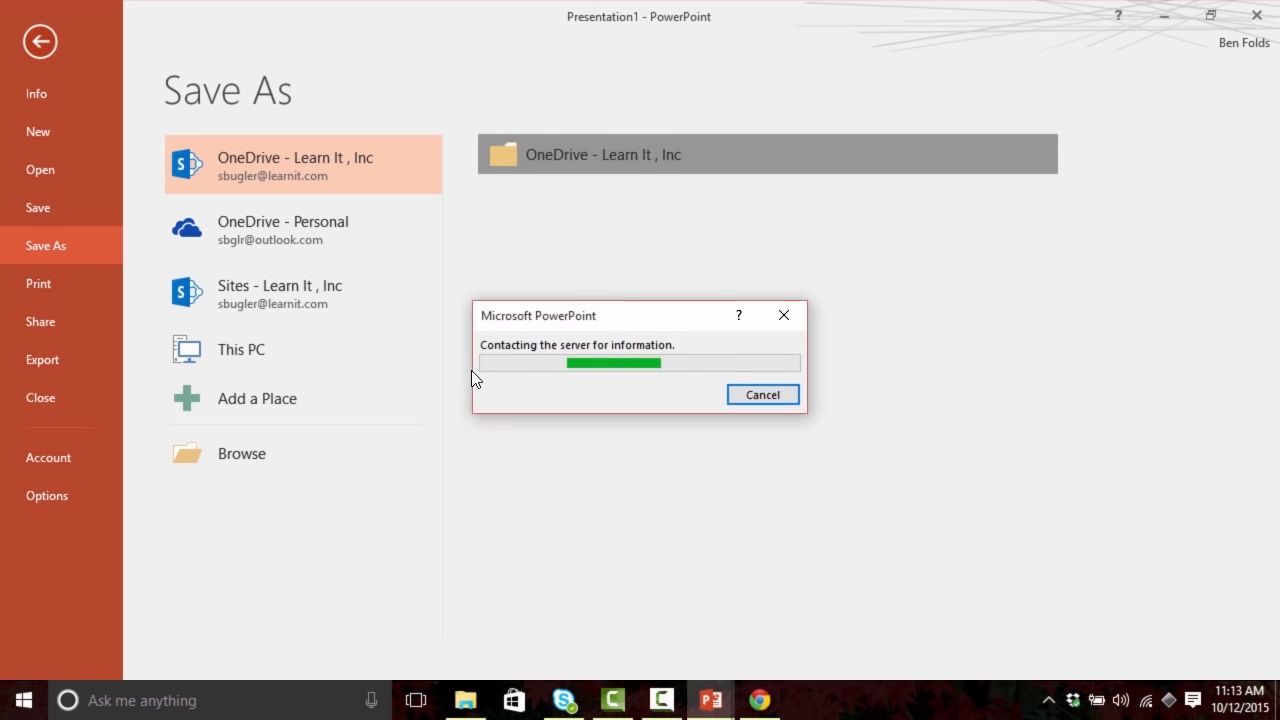 Presentation1 - PowerPoint
?
Ben Folds
Info
New
Open
Save
Save As
Print
Share
Export
Close
Account
Options
Save As
OneDrive - Learn It , Inc
sbugler@learnit.com
OneDrive - Personal
sbglr@outlook.com
Sites - Learn It , Inc
sbugler@learnit.com
This PC
Add a Place
Browse
OneDrive - Learn It , Inc
Microsoft PowerPoint
?
Contacting the server for information.
Cancel
Ask me anything
11:13 AM
10/12/2015